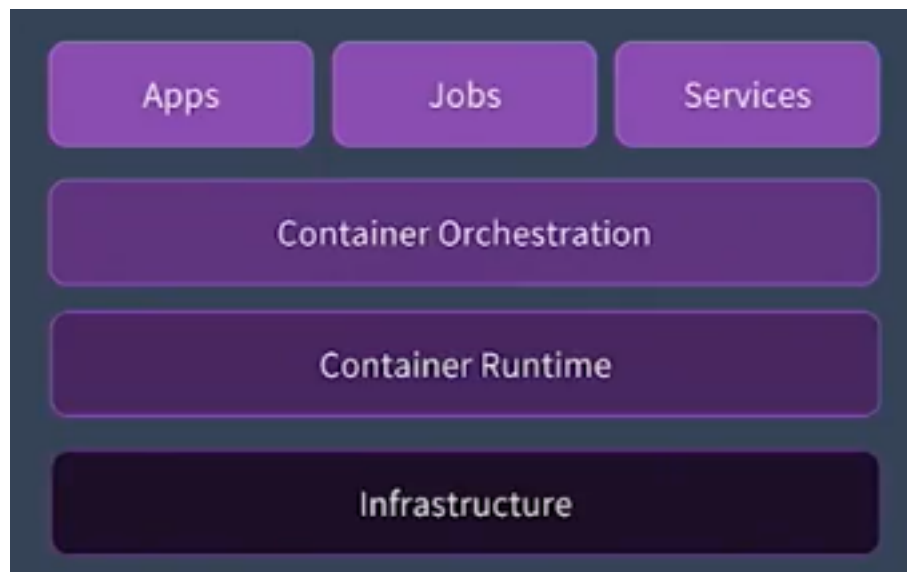 Apps
Jobs
Services
Container Orchestration
Container Runtime
Infrastructure